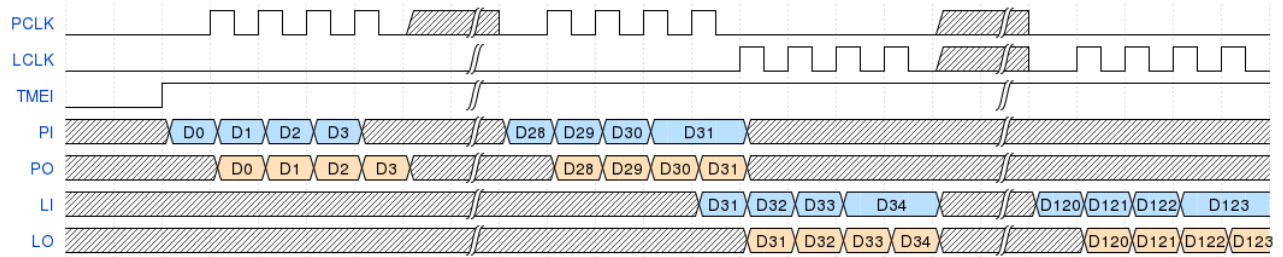 PCLK
LCLK
TMEI
PI D0 D1 D2 D3 D28 D29 D30 D31
PO D0 D1 D2 D3 D28 D29 D30 D31
LI D31 D32 D33 D34 D120 D121 D122 D123
LO D31 D32 D33 D34 D120 D121 D122 D123